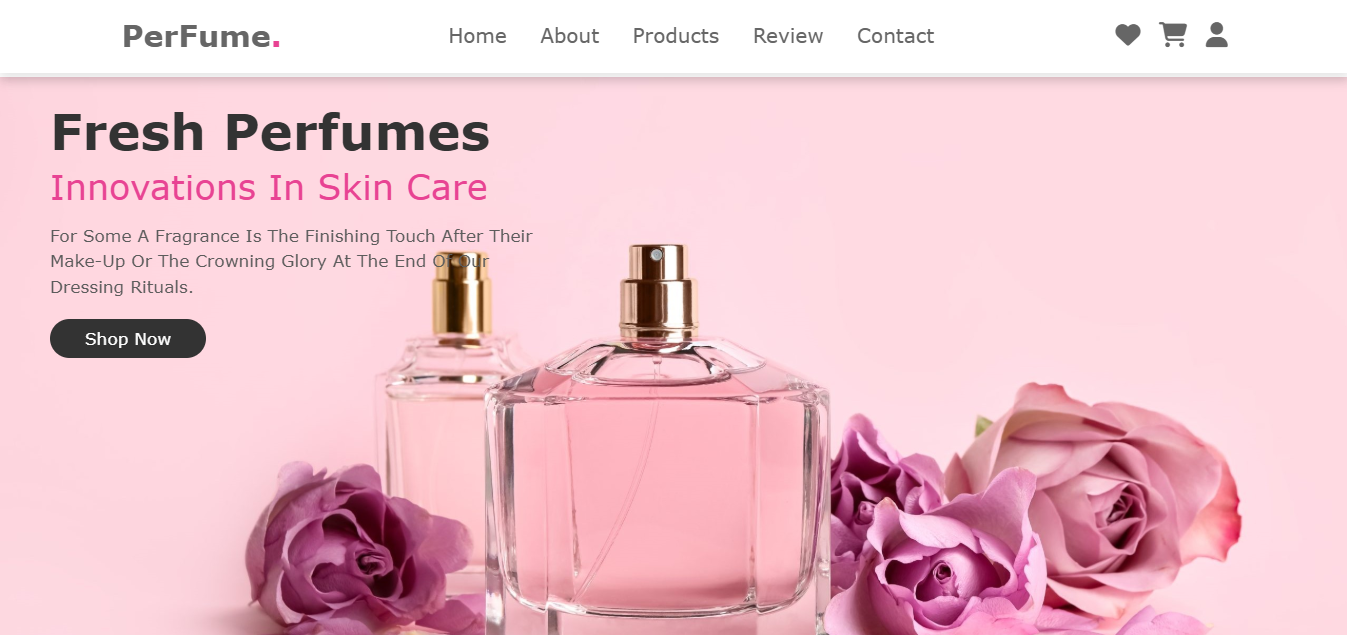 PerFume.
Home About Products Review Contact
Fresh Perfumes
Innovations In Skin Care
For Some A Fragrance Is The Finishing Touch After Their
Make-Up Or The Crowning Glory At The End Of Our
Dressing Rituals.
Shop Now